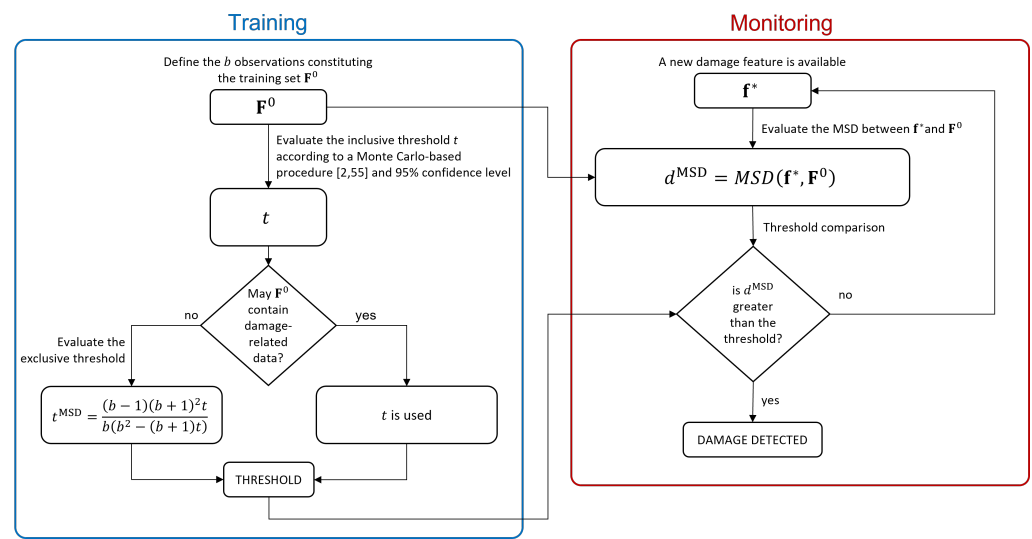 Training
Define the b observations constituting
the training set F⁰
F⁰
Evaluate the inclusive threshold t
according to a Monte Carlo-based
procedure [2,55] and 95% confidence level
t
May F⁰
contain
damage-
related
data?
no
yes
Evaluate the
exclusive threshold
t^MSD = (b − 1)(b + 1)²t / b(b² − (b + 1)t)
t is used
THRESHOLD
Monitoring
A new damage feature is available
f*
Evaluate the MSD between f* and F⁰
d^MSD = MSD(f*, F⁰)
Threshold comparison
is d^MSD
greater
than the
threshold?
no
yes
DAMAGE DETECTED